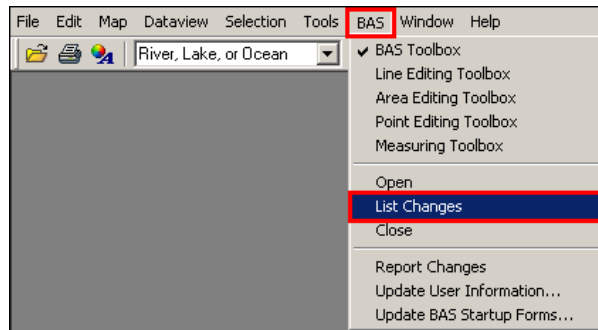 File Edit Map Dataview Selection Tools BAS Window Help
River, Lake, or Ocean
BAS Toolbox
Line Editing Toolbox
Area Editing Toolbox
Point Editing Toolbox
Measuring Toolbox
Open
List Changes
Close
Report Changes
Update User Information...
Update BAS Startup Forms...